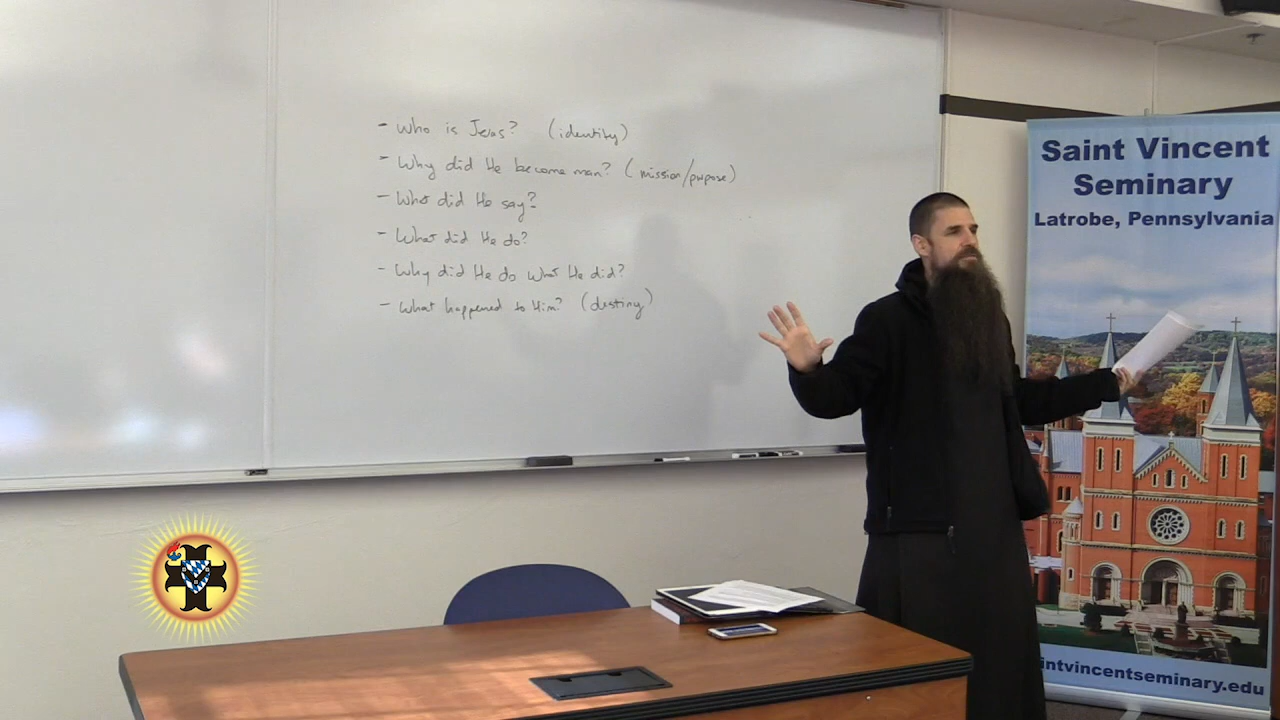 - Who is Jesus? (identity)
- Why did He become man? (mission/purpose)
- What did He say?
- What did He do?
- Why did He do what He did?
- What happened to Him? (destiny)
Saint Vincent
Seminary
Latrobe, Pennsylvania
intvincentseminary.edu